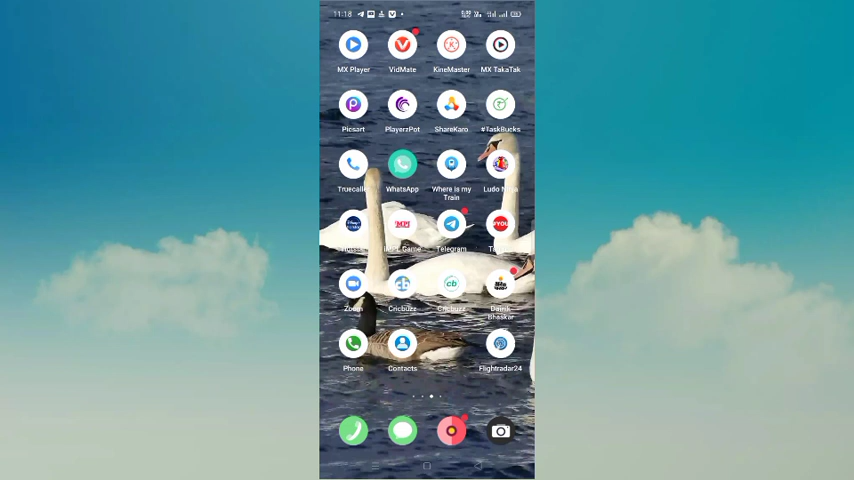 11:18
MX Player VidMate KineMaster MX TakaTak
Picsart PlayerzPot ShareKaro #TaskBucks
Truecaller WhatsApp Where is my Train Ludo Ninja
Telegram
Zoom Cricbuzz Cricbuzz Dainik Bhaskar
Phone Contacts Flightradar24